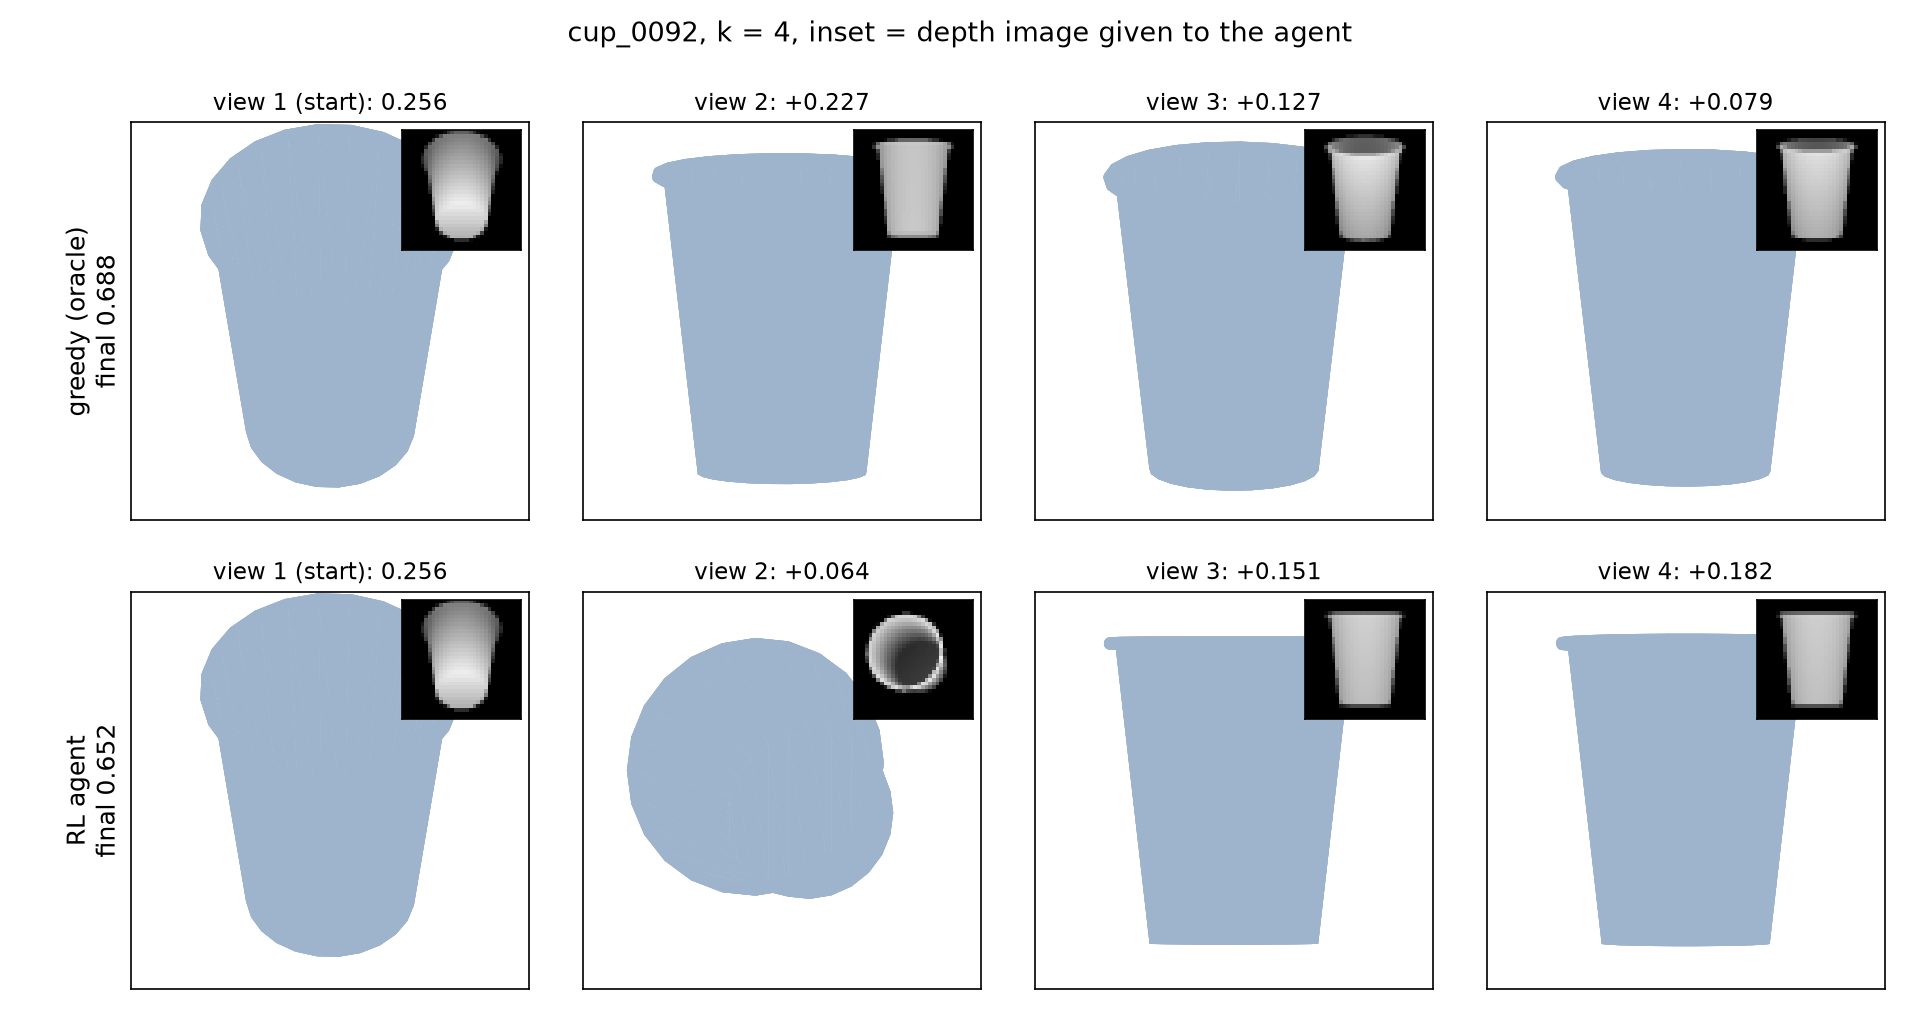 cup_0092, k = 4, inset = depth image given to the agent
greedy (oracle)
final 0.688
view 1 (start): 0.256
view 2: +0.227
view 3: +0.127
view 4: +0.079
RL agent
final 0.652
view 1 (start): 0.256
view 2: +0.064
view 3: +0.151
view 4: +0.182